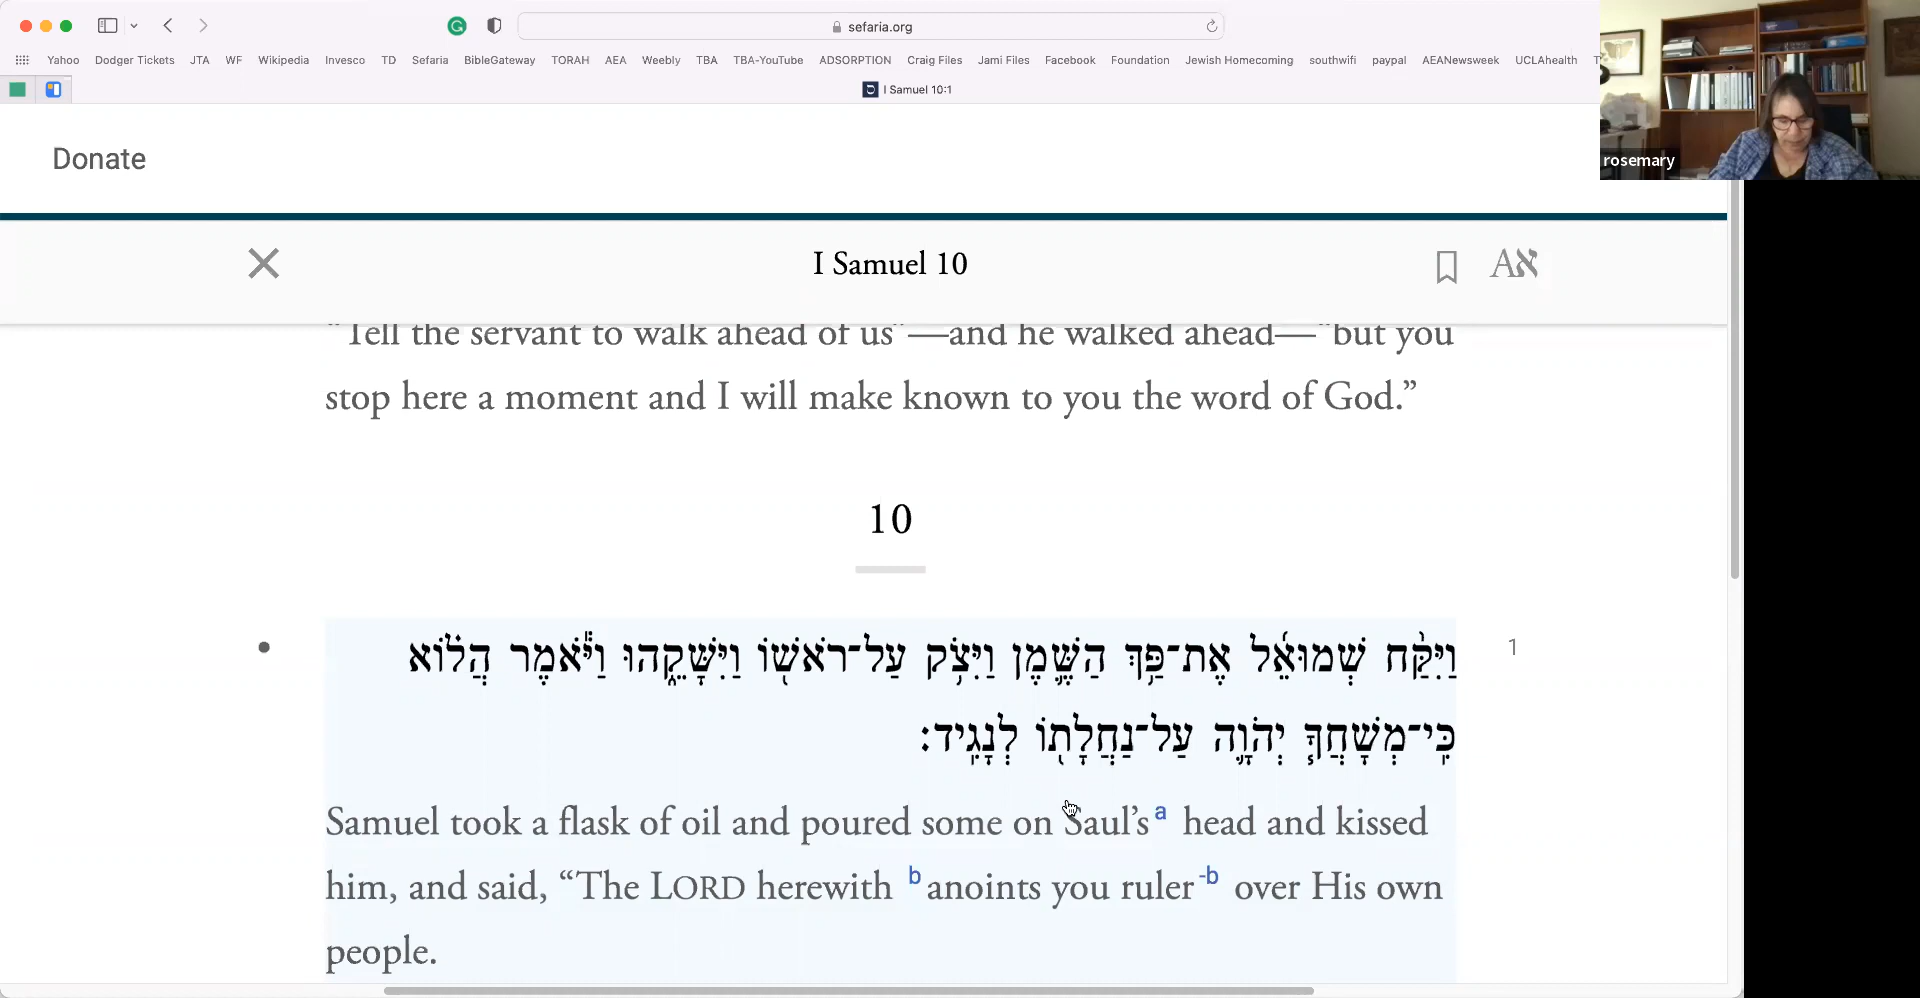 sefaria.org
Yahoo Dodger Tickets JTA WF Wikipedia Invesco TD Sefaria BibleGateway TORAH AEA Weebly TBA TBA-YouTube ADSORPTION Craig Files Jami Files Facebook Foundation Jewish Homecoming southwifi paypal AEANewsweek UCLAhealth
I Samuel 10:1
rosemary
Donate
I Samuel 10
Aא
"Tell the servant to walk ahead of us"—and he walked ahead—"but you
stop here a moment and I will make known to you the word of God.”
10
וַיִּקַּ֨ח שְׁמוּאֵ֜ל אֶת־פַּ֥ךְ הַשֶּׁ֛מֶן וַיִּצֹ֥ק עַל־רֹאשׁ֖וֹ וַיִּשָּׁקֵ֑הוּ וַיֹּ֕אמֶר הֲל֗וֹא
1
כִּֽי־מְשָׁחֲךָ֧ יְהֹוָ֛ה עַל־נַחֲלָת֖וֹ לְנָגִֽיד׃
Samuel took a flask of oil and poured some on Saul’s a head and kissed
him, and said, “The LORD herewith b anoints you ruler -b over His own
people.